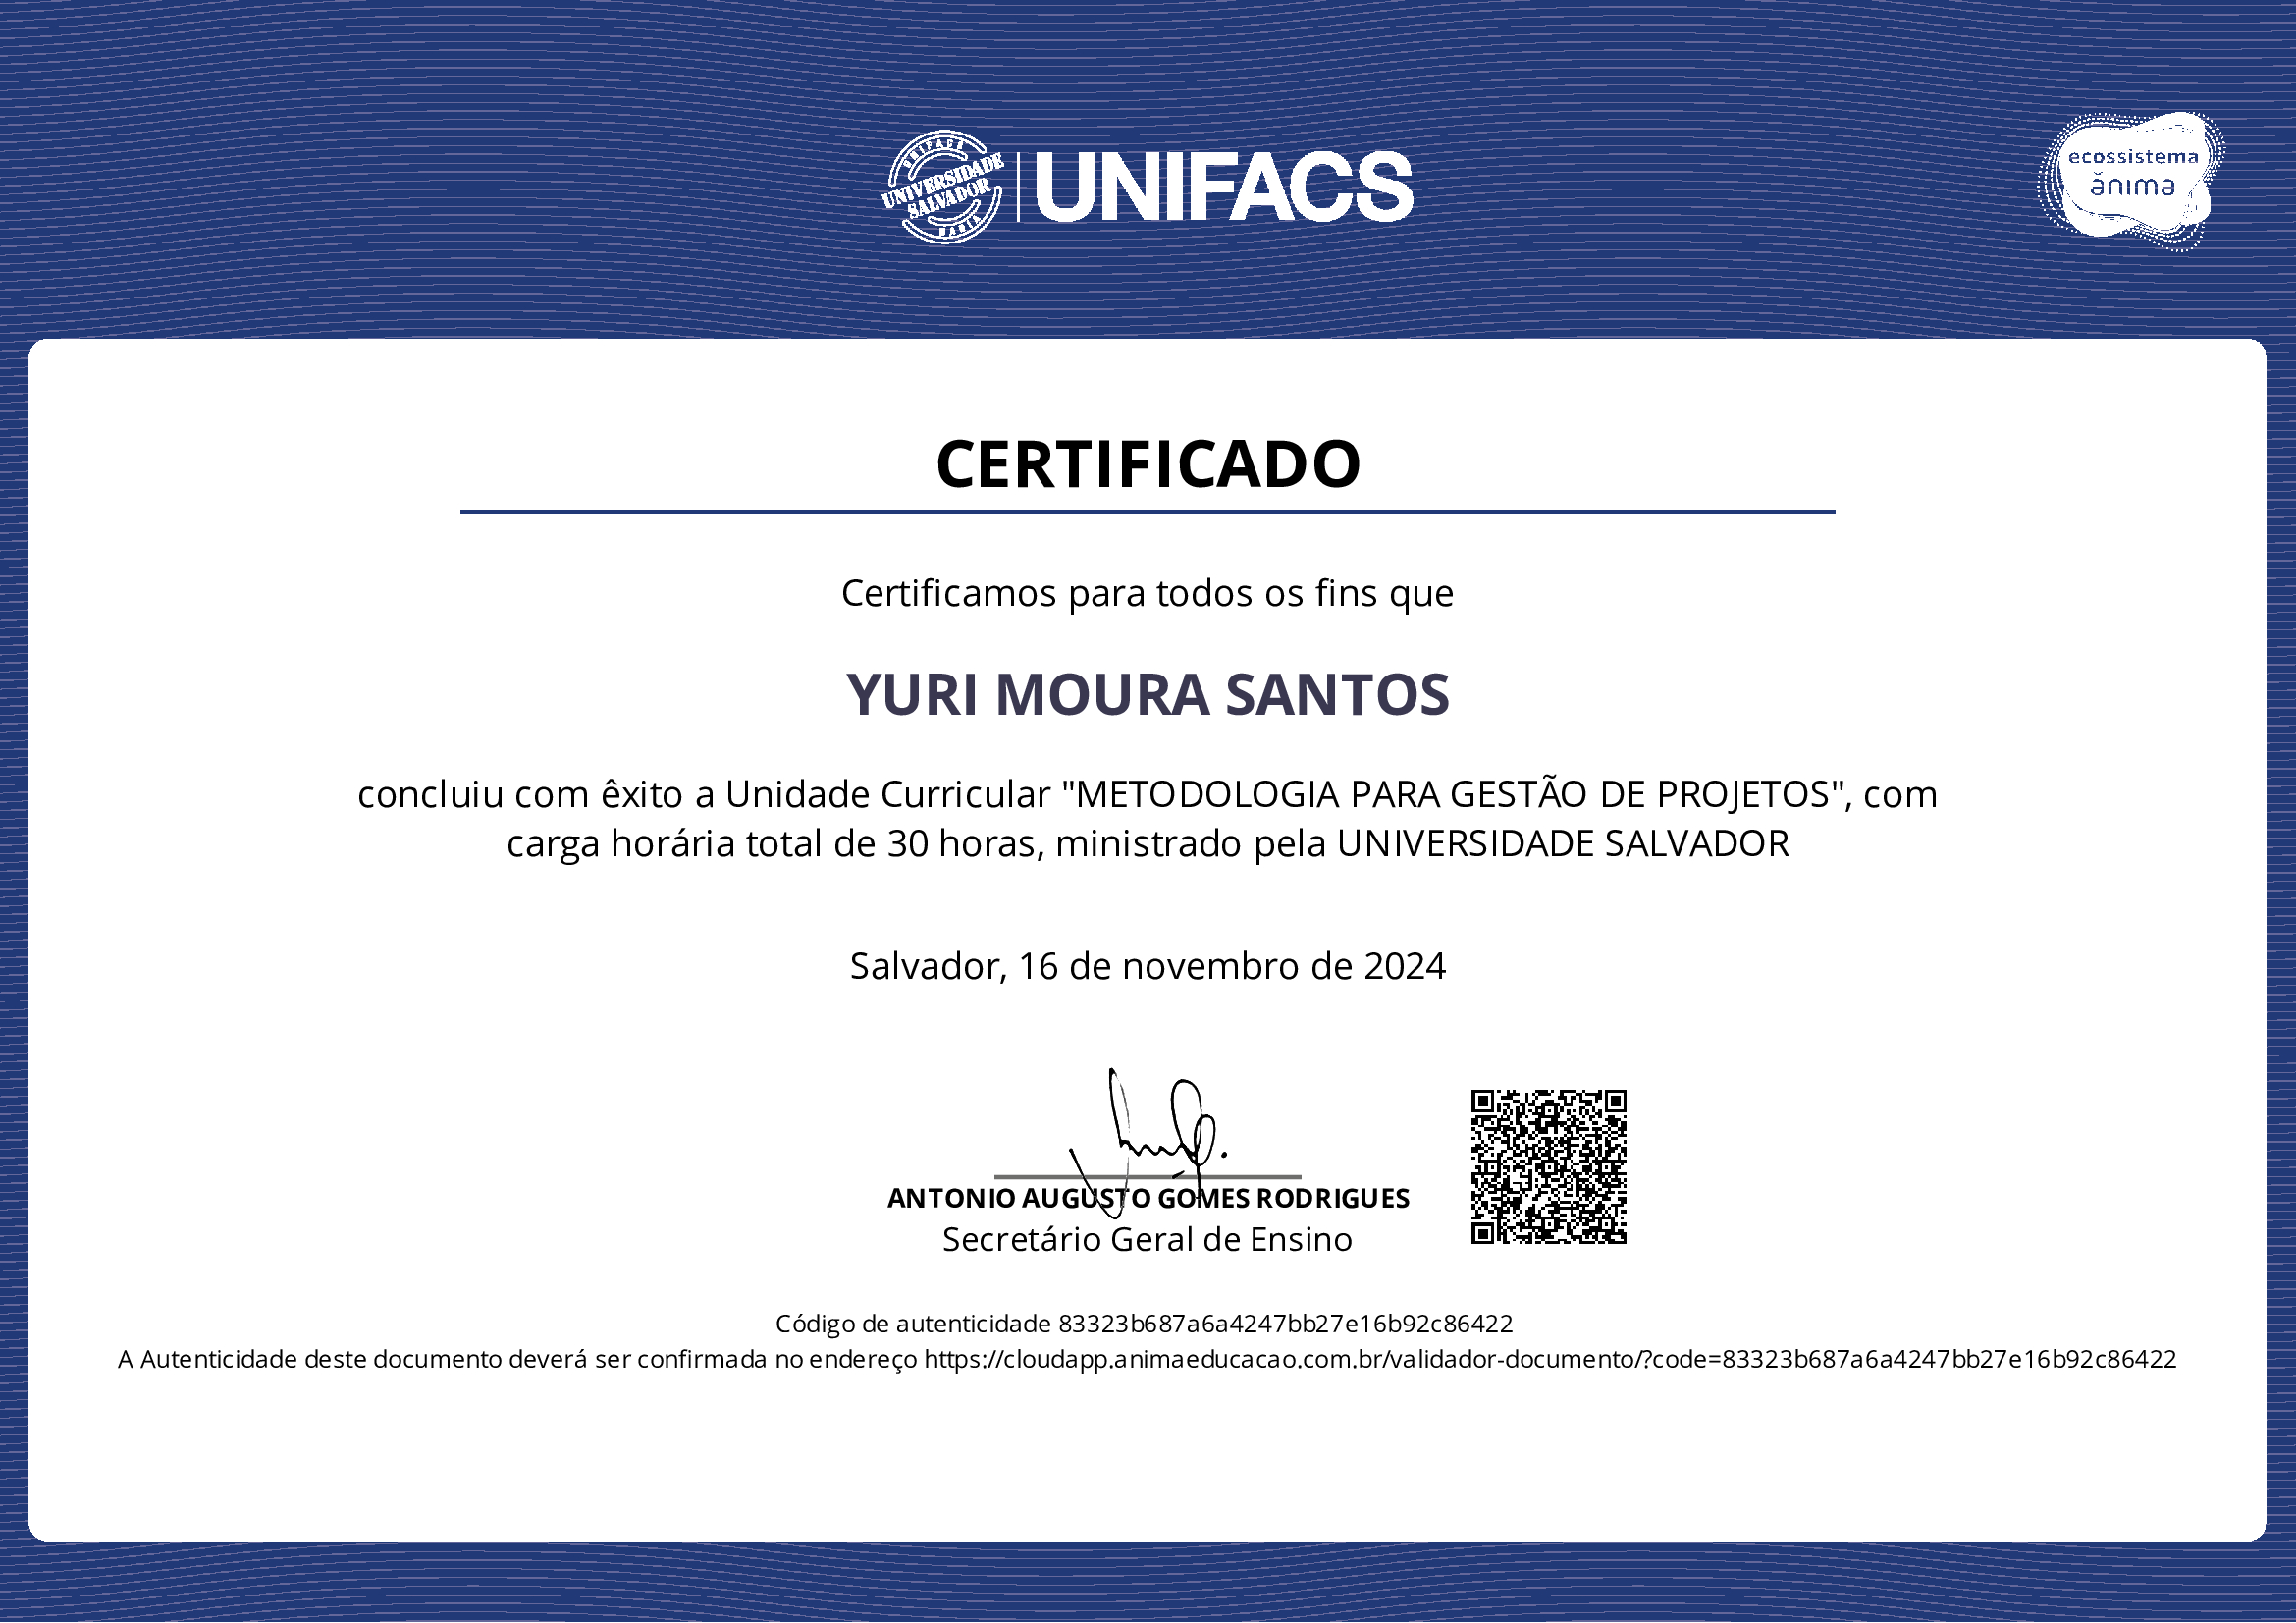 UNIFACS
UNIVERSIDADE
SALVADOR
BAHIA
UNIFACS
ecossistema
ănıma
CERTIFICADO
Certificamos para todos os fins que
YURI MOURA SANTOS
concluiu com êxito a Unidade Curricular "METODOLOGIA PARA GESTÃO DE PROJETOS", com
carga horária total de 30 horas, ministrado pela UNIVERSIDADE SALVADOR
Salvador, 16 de novembro de 2024
ANTONIO AUGUSTO GOMES RODRIGUES
Secretário Geral de Ensino
Código de autenticidade 83323b687a6a4247bb27e16b92c86422
A Autenticidade deste documento deverá ser confirmada no endereço https://cloudapp.animaeducacao.com.br/validador-documento/?code=83323b687a6a4247bb27e16b92c86422